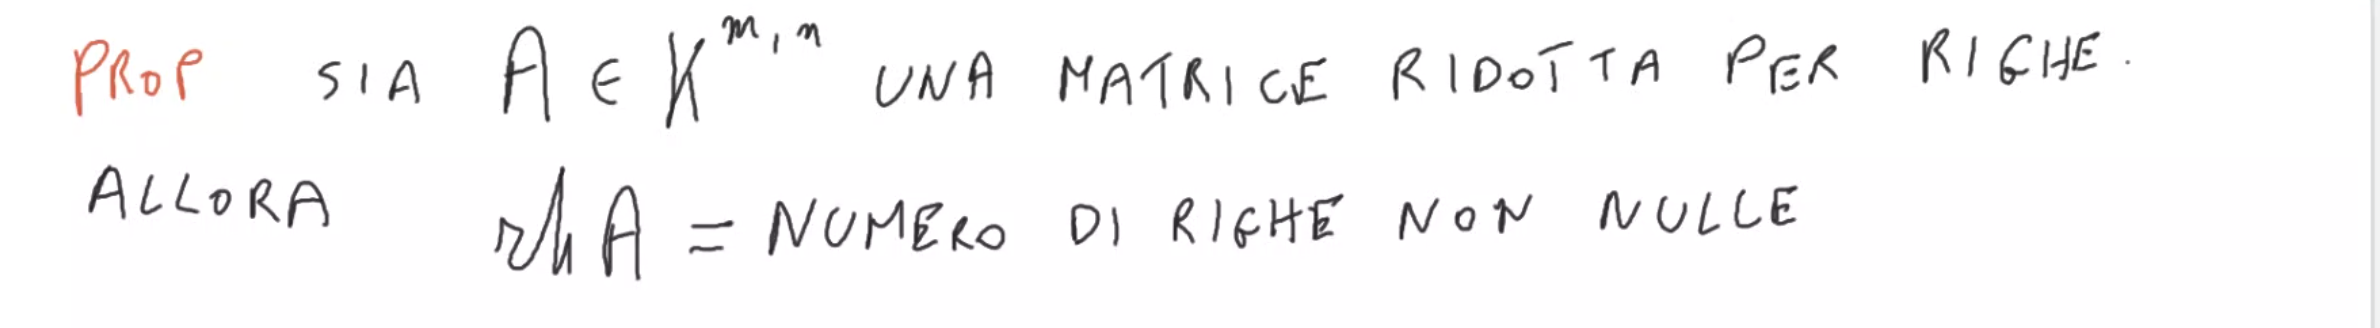 PROP SIA A ∈ K^{m,n} UNA MATRICE RIDOTTA PER RIGHE.
ALLORA rk A = NUMERO DI RIGHE NON NULLE